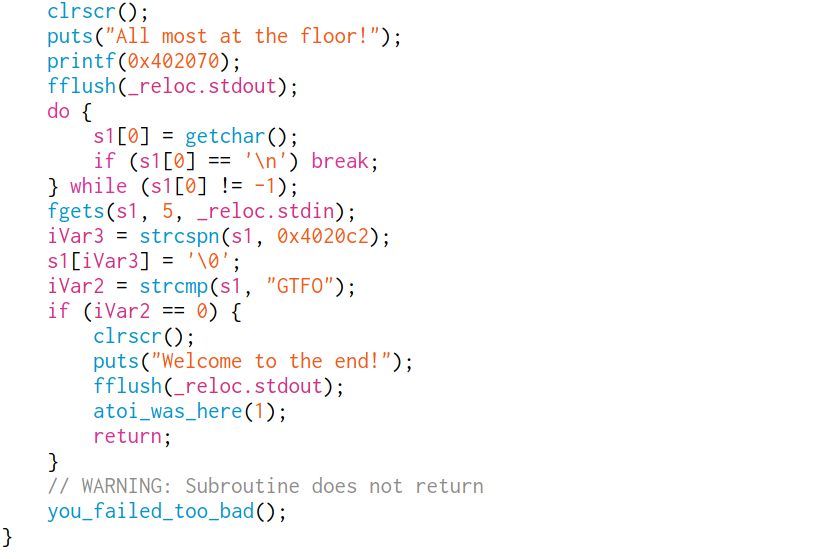 clrscr();
puts("All most at the floor!");
printf(0x402070);
fflush(_reloc.stdout);
do {
s1[0] = getchar();
if (s1[0] == '\n') break;
} while (s1[0] != -1);
fgets(s1, 5, _reloc.stdin);
iVar3 = strcspn(s1, 0x4020c2);
s1[iVar3] = '\0';
iVar2 = strcmp(s1, "GTFO");
if (iVar2 == 0) {
clrscr();
puts("Welcome to the end!");
fflush(_reloc.stdout);
atoi_was_here(1);
return;
}
// WARNING: Subroutine does not return
you_failed_too_bad();
}